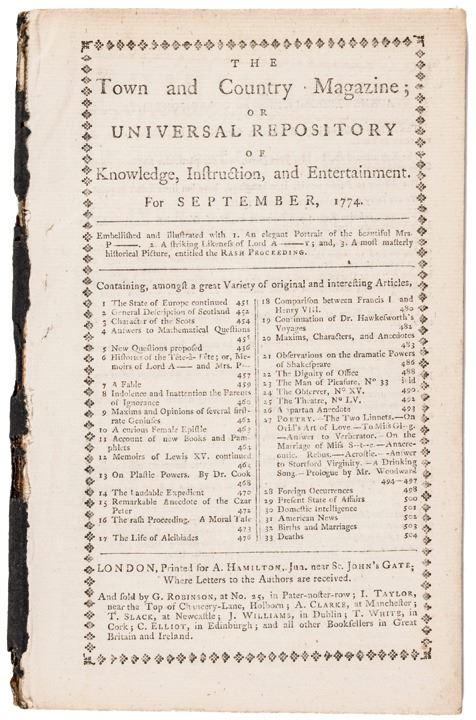 THE
Town and Country Magazine;
OR
UNIVERSAL REPOSITORY
OF
Knowledge, Inſtruction, and Entertainment.
For SEPTEMBER, 1774.
Embelliſhed and illuſtrated with 1. An elegant Portrait of the beautiful Mrs.
P——. 2. A ſtriking Likeneſs of Lord A——r; and, 3. A moſt maſterly
hiſtorical Picture, entitled the RASH PROCEEDING.
Containing, amongſt a great Variety of original and intereſting Articles,
1 The State of Europe continued 451
2 General Deſcription of Scotland 452
3 Character of the Scots 454
4 Anſwers to Mathematical Queſtions
455
5 New Queſtions propoſed 456
6 Hiſtories of the Tête-à-Tête; or, Me-
moirs of Lord A—— and Mrs. P—
457
7 A Fable 459
8 Indolence and Inattention the Parents
of Ignorance 460
9 Maxims and Opinions of ſeveral firſt-
rate Geniuſes 461
10 A curious Female Epiſtle 463
11 Account of new Books and Pam-
phlets 463
12 Memoirs of Lewis XV. continued
465
13 On Plaſtic Powers. By Dr. Cook
468
14 The Laudable Expedient 470
15 Remarkable Anecdote of the Czar
Peter 472
16 The raſh Proceeding. A Moral Tale
473
17 The Life of Alcibiades 476
18 Compariſon between Francis I. and
Henry VIII. 480
19 Continuation of Dr. Hawkeſworth's
Voyages 482
20 Maxims, Characters, and Anecdotes
483
21 Obſervations on the dramatic Powers
of Shakeſpeare 486
22 The Dignity of Office 488
23 The Man of Pleaſure, No 33 ibid
24 The Obſerver, No XV. 490
25 The Theatre, No LV. 492
26 A Spartan Anecdote 493
27 POETRY.—The Two Linnets.—On
Ovid's Art of Love.—To Miſs Gl-g.
—Anſwer to Verberator.—On the
Marriage of Miſs S-t-e.—Anacre-
ontic. Rebus.—Acroſtic.—Anſwer
to Stortford Virginity.—A Drinking
Song.—Prologue by Mr. Woodward
494—497
28 Foreign Occurrences 498
29 Preſent State of Affairs 500
30 Domeſtic Intelligence 501
31 American News 502
32 Births and Marriages 503
33 Deaths 504
LONDON, Printed for A. HAMILTON, Jun. near St. JOHN'S GATE;
Where Letters to the Authors are received.
And ſold by G. ROBINSON, at No. 25, in Pater-noſter-row; I. TAYLOR,
near the Top of Chancery-Lane, Holborn; A. CLARKE, at Mancheſter;
T. SLACK, at Newcaſtle; J. WILLIAMS, in Dublin; T. WHITE, in
Cork; C. ELLIOT, in Edinburgh; and all other Bookſellers in Great
Britain and Ireland.